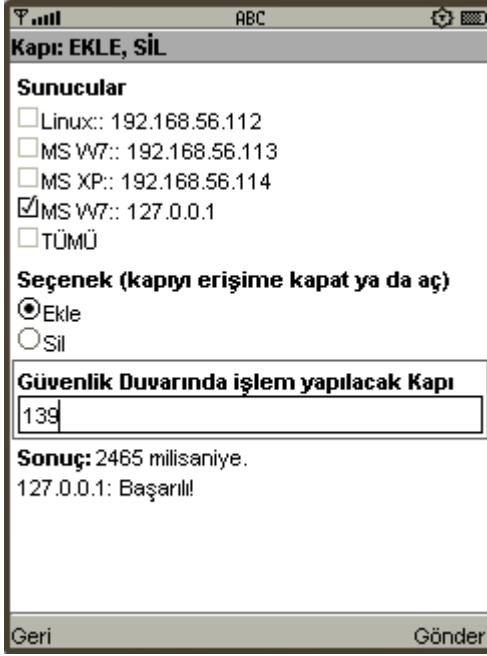 ABC
Kapı: EKLE, SİL
Sunucular
Linux:: 192.168.56.112
MS W7:: 192.168.56.113
MS XP:: 192.168.56.114
MS W7:: 127.0.0.1
TÜMÜ
Seçenek (kapıyı erişime kapat ya da aç)
Ekle
Sil
Güvenlik Duvarında işlem yapılacak Kapı
139
Sonuç: 2465 milisaniye.
127.0.0.1: Başarılı!
Geri Gönder